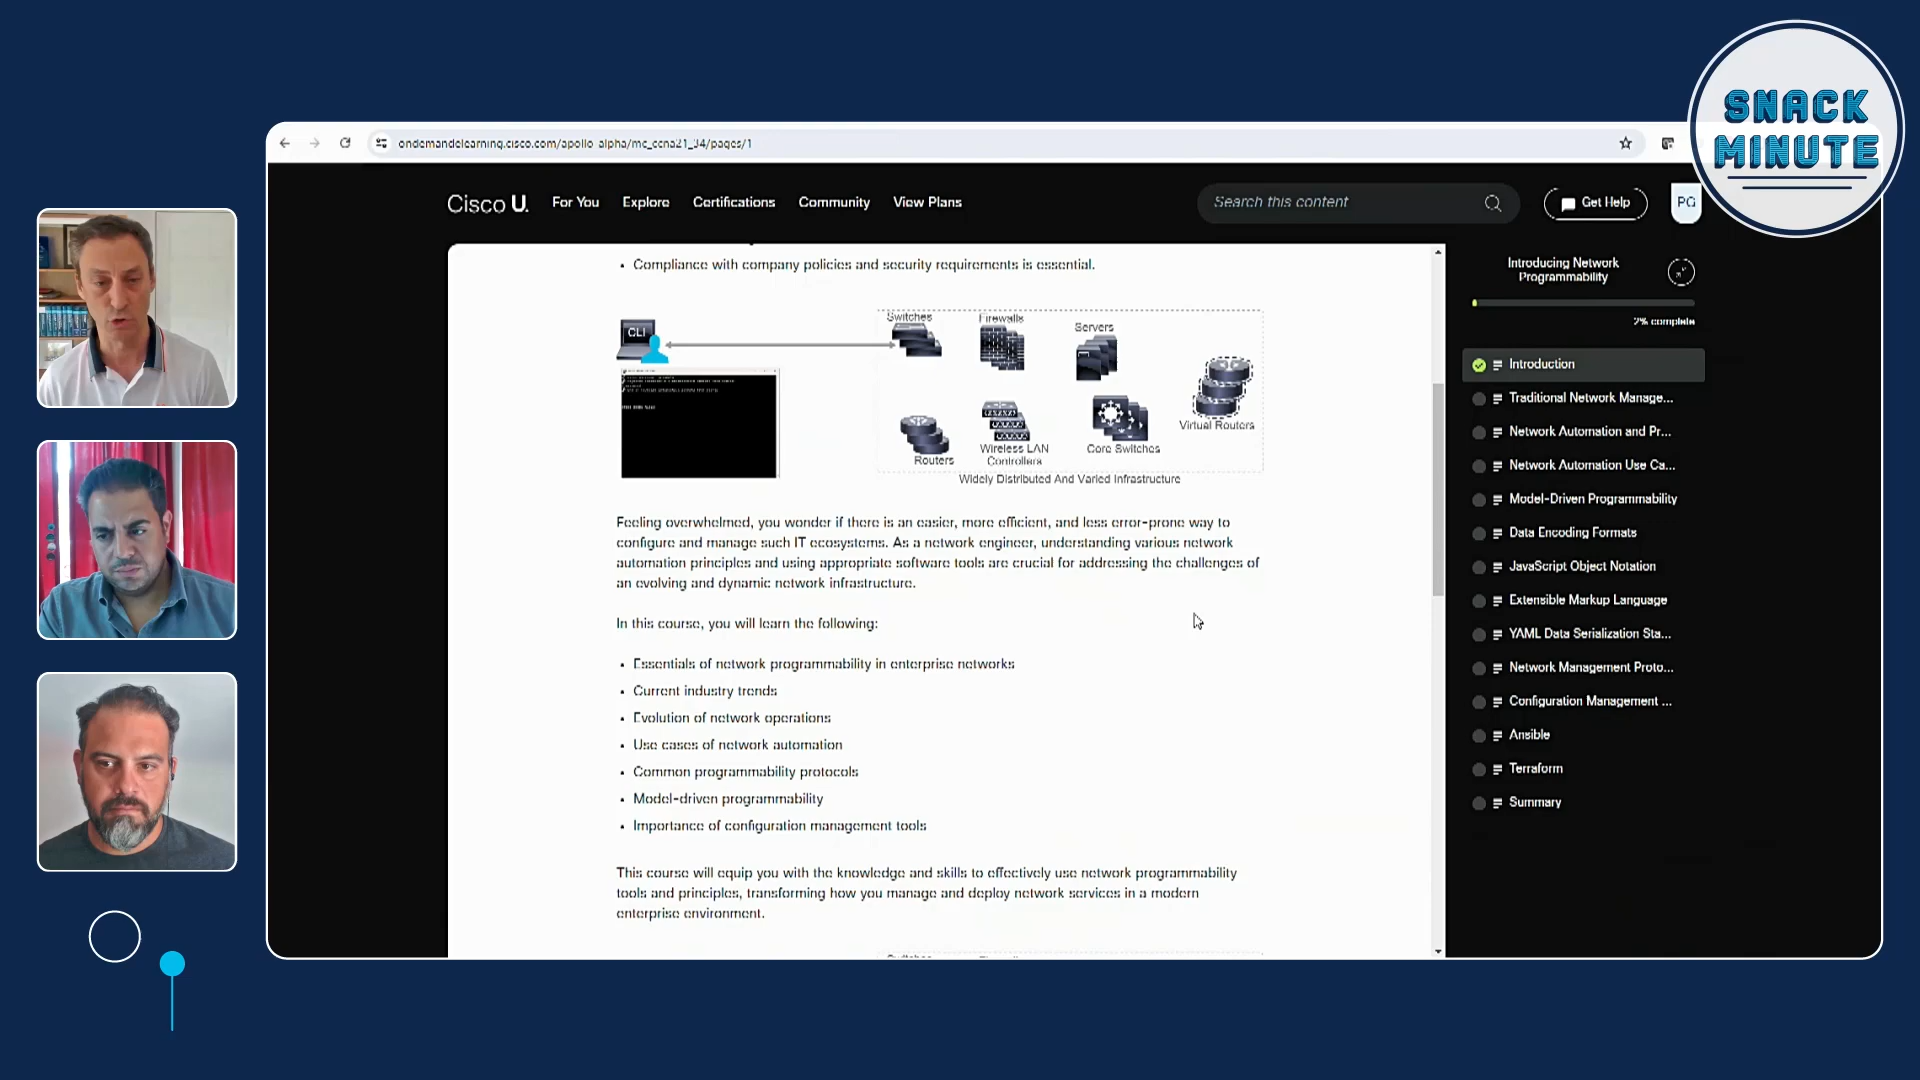 SNACK
MINUTE
ondemandelearning.cisco.com/apollo-alpha/mc_ccna21_04/pages/1
Cisco U.
For You
Explore
Certifications
Community
View Plans
Search this content
Get Help
PG
• Compliance with company policies and security requirements is essential.
CLI
Switches
Firewalls
Servers
Virtual Routers
Routers
Wireless LAN
Controllers
Core Switches
Widely Distributed And Varied Infrastructure
Feeling overwhelmed, you wonder if there is an easier, more efficient, and less error-prone way to
configure and manage such IT ecosystems. As a network engineer, understanding various network
automation principles and using appropriate software tools are crucial for addressing the challenges of
an evolving and dynamic network infrastructure.
In this course, you will learn the following:
• Essentials of network programmability in enterprise networks
• Current industry trends
• Evolution of network operations
• Use cases of network automation
• Common programmability protocols
• Model-driven programmability
• Importance of configuration management tools
This course will equip you with the knowledge and skills to effectively use network programmability
tools and principles, transforming how you manage and deploy network services in a modern
enterprise environment.
Introducing Network
Programmability
2% complete
Introduction
Traditional Network Manage...
Network Automation and Pr...
Network Automation Use Ca...
Model-Driven Programmability
Data Encoding Formats
JavaScript Object Notation
Extensible Markup Language
YAML Data Serialization Sta...
Network Management Proto...
Configuration Management ...
Ansible
Terraform
Summary